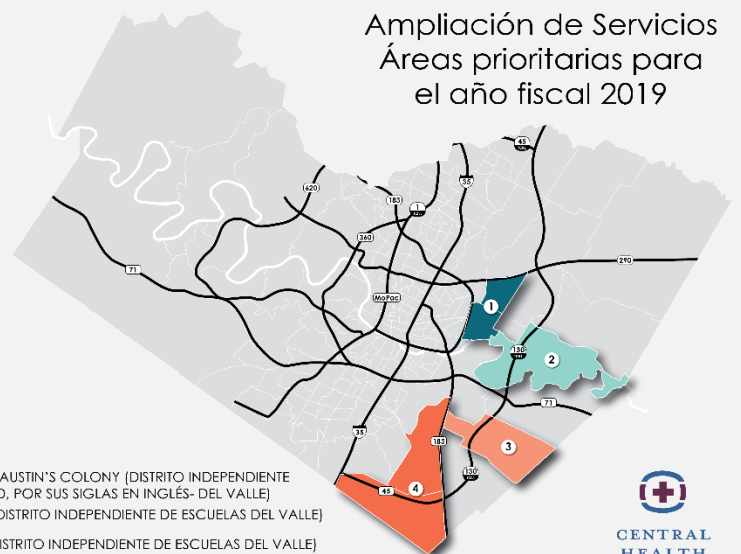 Ampliación de Servicios
Áreas prioritarias para
el año fiscal 2019
45
35
620
183
1
360
290
71
MoPac
1
130
2
71
35
183
3
130
45
4
AUSTIN'S COLONY (DISTRITO INDEPENDIENTE
D, POR SUS SIGLAS EN INGLÉS- DEL VALLE)
DISTRITO INDEPENDIENTE DE ESCUELAS DEL VALLE)
ISTRITO INDEPENDIENTE DE ESCUELAS DEL VALLE)
CENTRAL
HEALTH